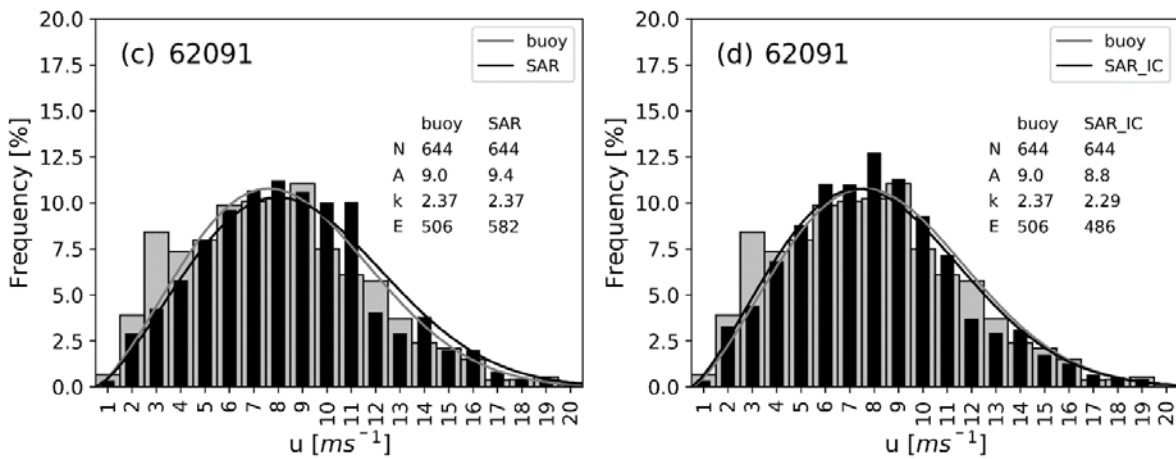 20.0
17.5
15.0
12.5
10.0
7.5
5.0
2.5
0.0
Frequency [%]
(c) 62091
buoy
SAR
buoy SAR
N 644 644
A 9.0 9.4
k 2.37 2.37
E 506 582
1 2 3 4 5 6 7 8 9 10 11 12 13 14 15 16 17 18 19 20
u [ms⁻¹]
20.0
17.5
15.0
12.5
10.0
7.5
5.0
2.5
0.0
Frequency [%]
(d) 62091
buoy
SAR_IC
buoy SAR_IC
N 644 644
A 9.0 8.8
k 2.37 2.29
E 506 486
1 2 3 4 5 6 7 8 9 10 11 12 13 14 15 16 17 18 19 20
u [ms⁻¹]